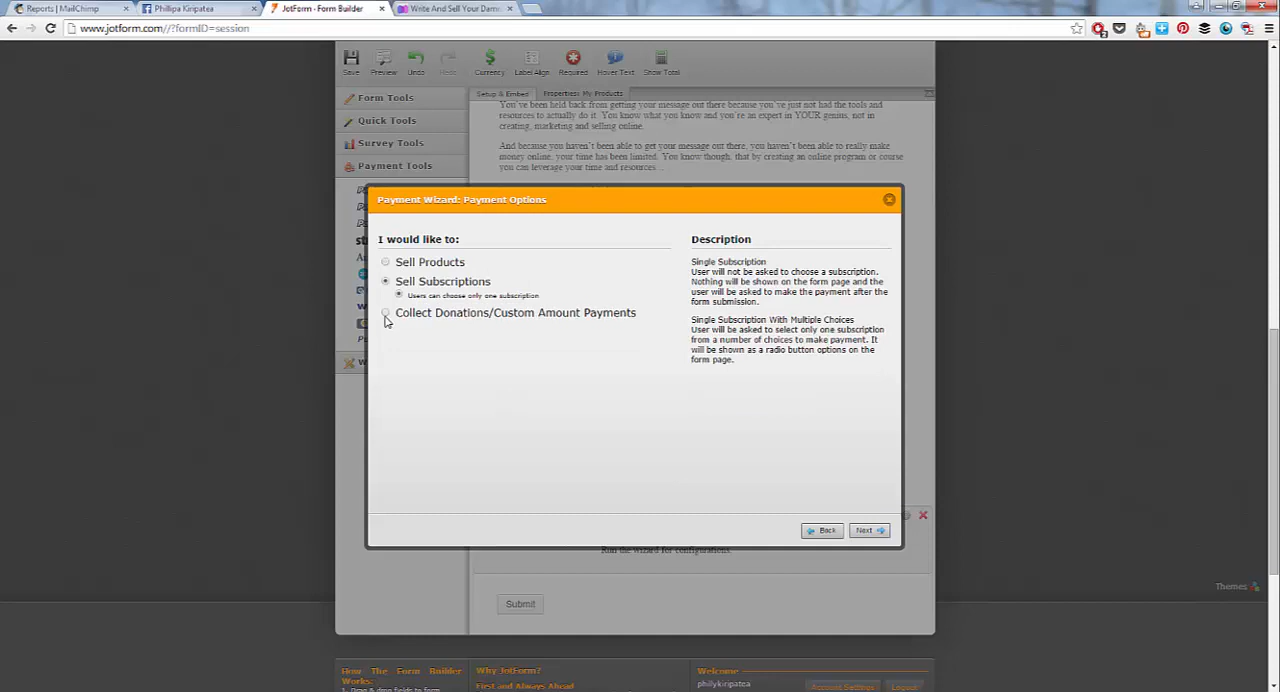 Reports | MailChimp
Phillipa Kiripatea
JotForm · Form Builder
Write And Sell Your Damn
www.jotform.com//?formID=session
Save
Preview
Undo
Redo
Currency
Label Align
Required
Hover Text
Show Total
Form Tools
Quick Tools
Survey Tools
Payment Tools
Setup & Embed
Properties: My Products
You've been held back from getting your message out there because you've just not had the tools and
resources to actually do it. You know what you know and you're an expert in YOUR genius, not in
creating, marketing and selling online.
And because you haven't been able to get your message out there, you haven't been able to really make
money online, your time has been limited. You know though, that by creating an online program or course
you can leverage your time and resources...
Payment Wizard: Payment Options
I would like to:
Sell Products
Sell Subscriptions
Users can choose only one subscription
Collect Donations/Custom Amount Payments
Description
Single Subscription
User will not be asked to choose a subscription.
Nothing will be shown on the form page and the
user will be asked to make the payment after the
form submission.
Single Subscription With Multiple Choices
User will be asked to select only one subscription
from a number of choices to make payment. It
will be shown as a radio button options on the
form page.
Back
Next
Run the wizard for configurations.
Submit
Themes
How The Form Builder
Works:
1. Drag & drop fields to form
Why JotForm?
First and Always Ahead
Welcome
philykiripatea
Account Settings
Logout